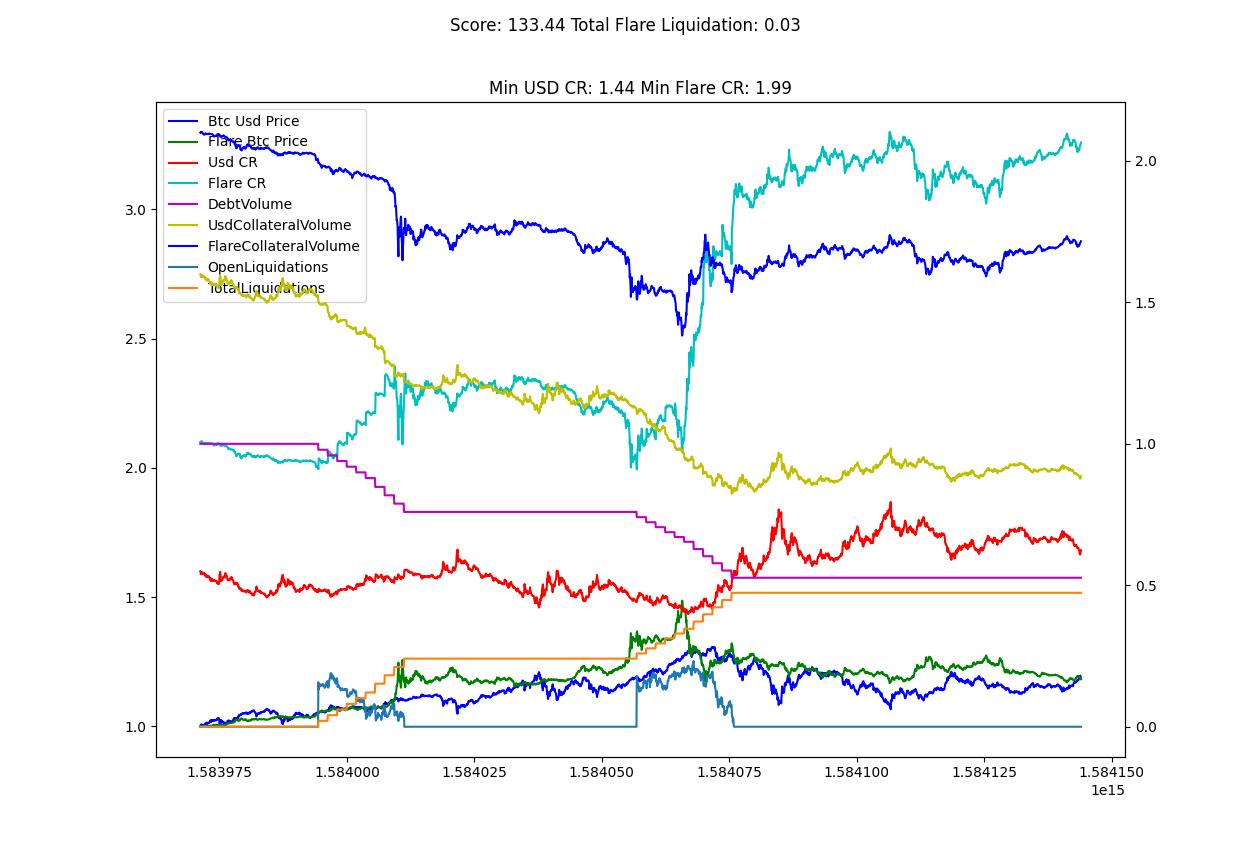 Score: 133.44 Total Flare Liquidation: 0.03
Min USD CR: 1.44 Min Flare CR: 1.99
Btc Usd Price
Flare Btc Price
Usd CR
Flare CR
DebtVolume
UsdCollateralVolume
FlareCollateralVolume
OpenLiquidations
TotalLiquidations
3.0
2.5
2.0
1.5
1.0
2.0
1.5
1.0
0.5
0.0
1.583975 1.584000 1.584025 1.584050 1.584075 1.584100 1.584125 1.584150
1e15